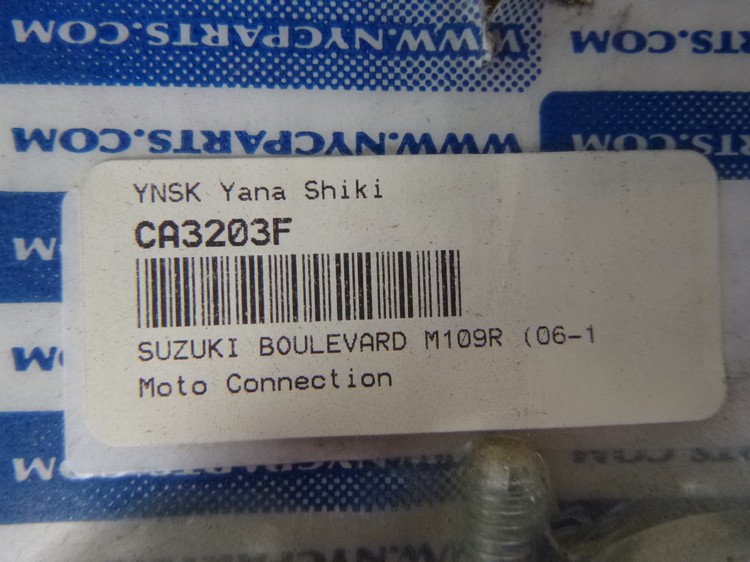 WWW.NYCPARTS.COM
WWW.NYCPARTS.COM
YNSK Yana Shiki
CA3203F
SUZUKI BOULEVARD M109R (06-1
Moto Connection